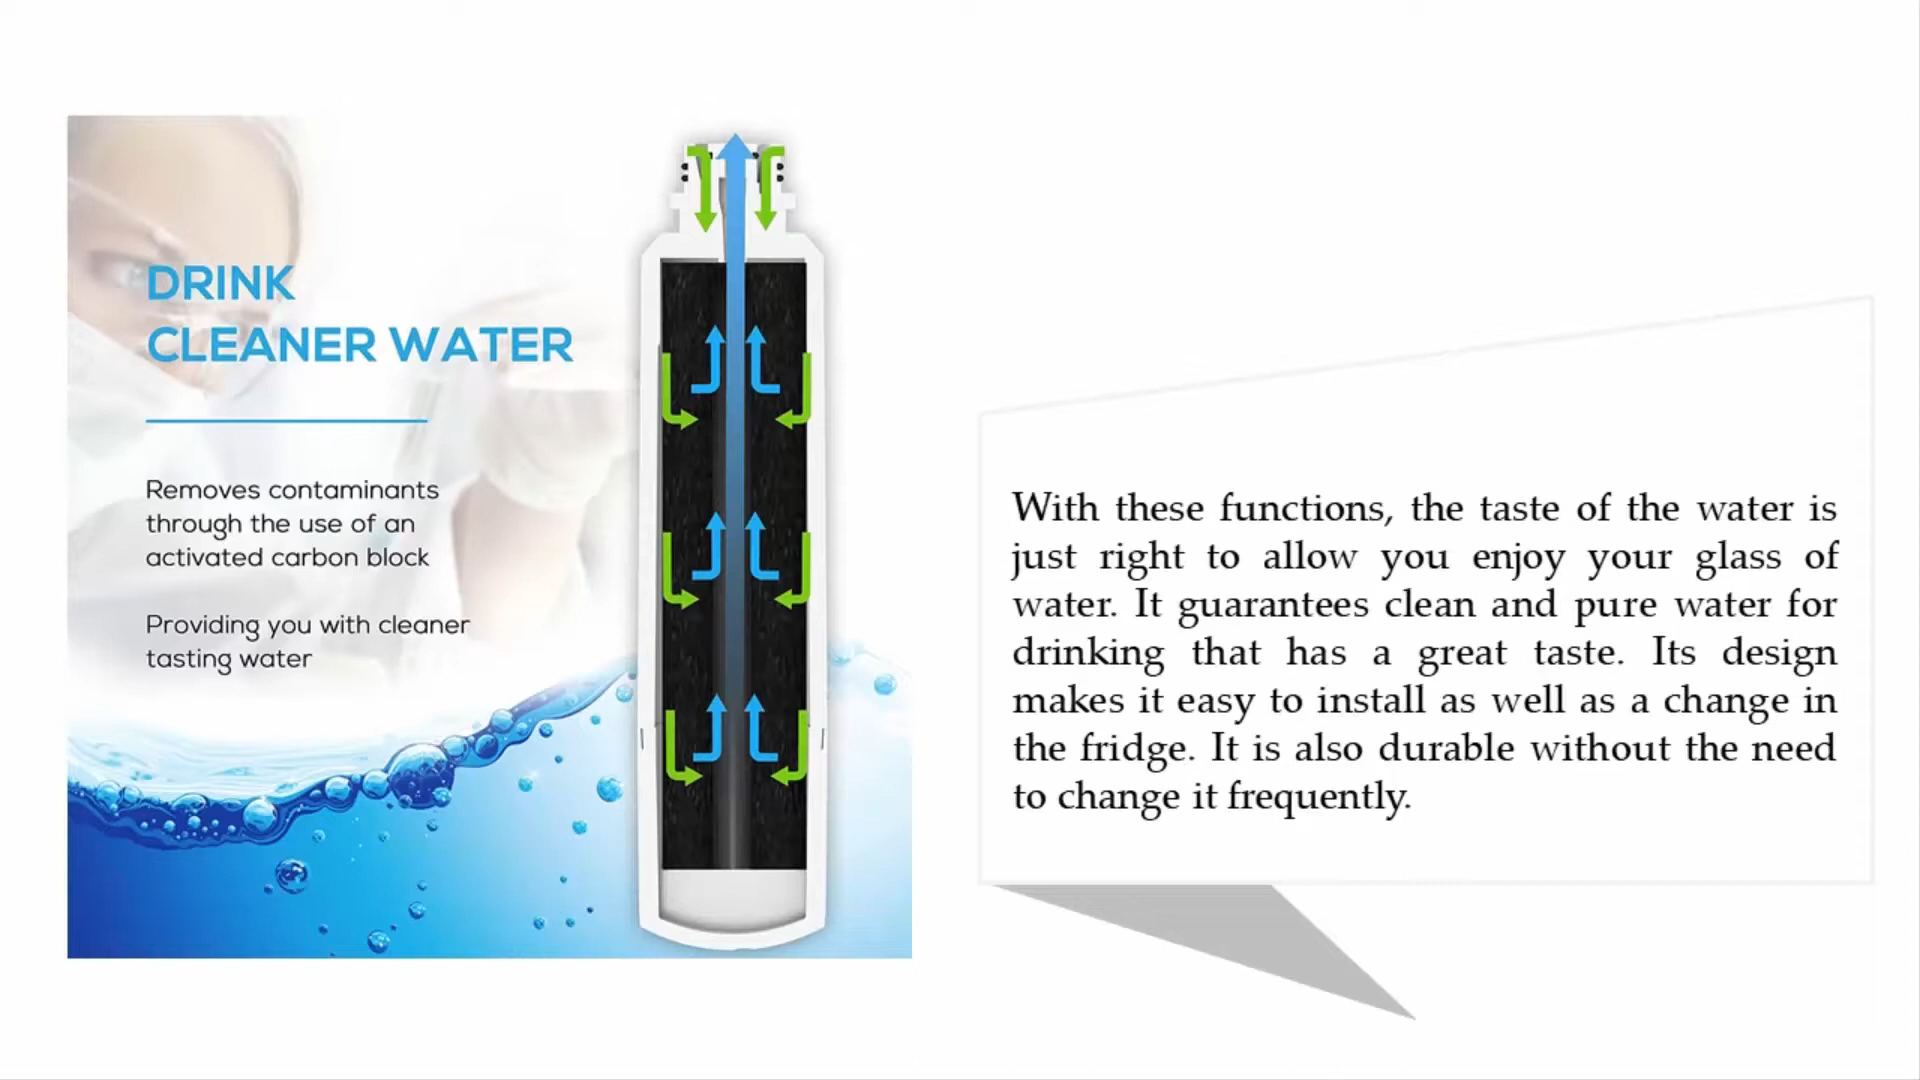 DRINK
CLEANER WATER
Removes contaminants
through the use of an
activated carbon block
Providing you with cleaner
tasting water
With these functions, the taste of the water is
just right to allow you enjoy your glass of
water. It guarantees clean and pure water for
drinking that has a great taste. Its design
makes it easy to install as well as a change in
the fridge. It is also durable without the need
to change it frequently.